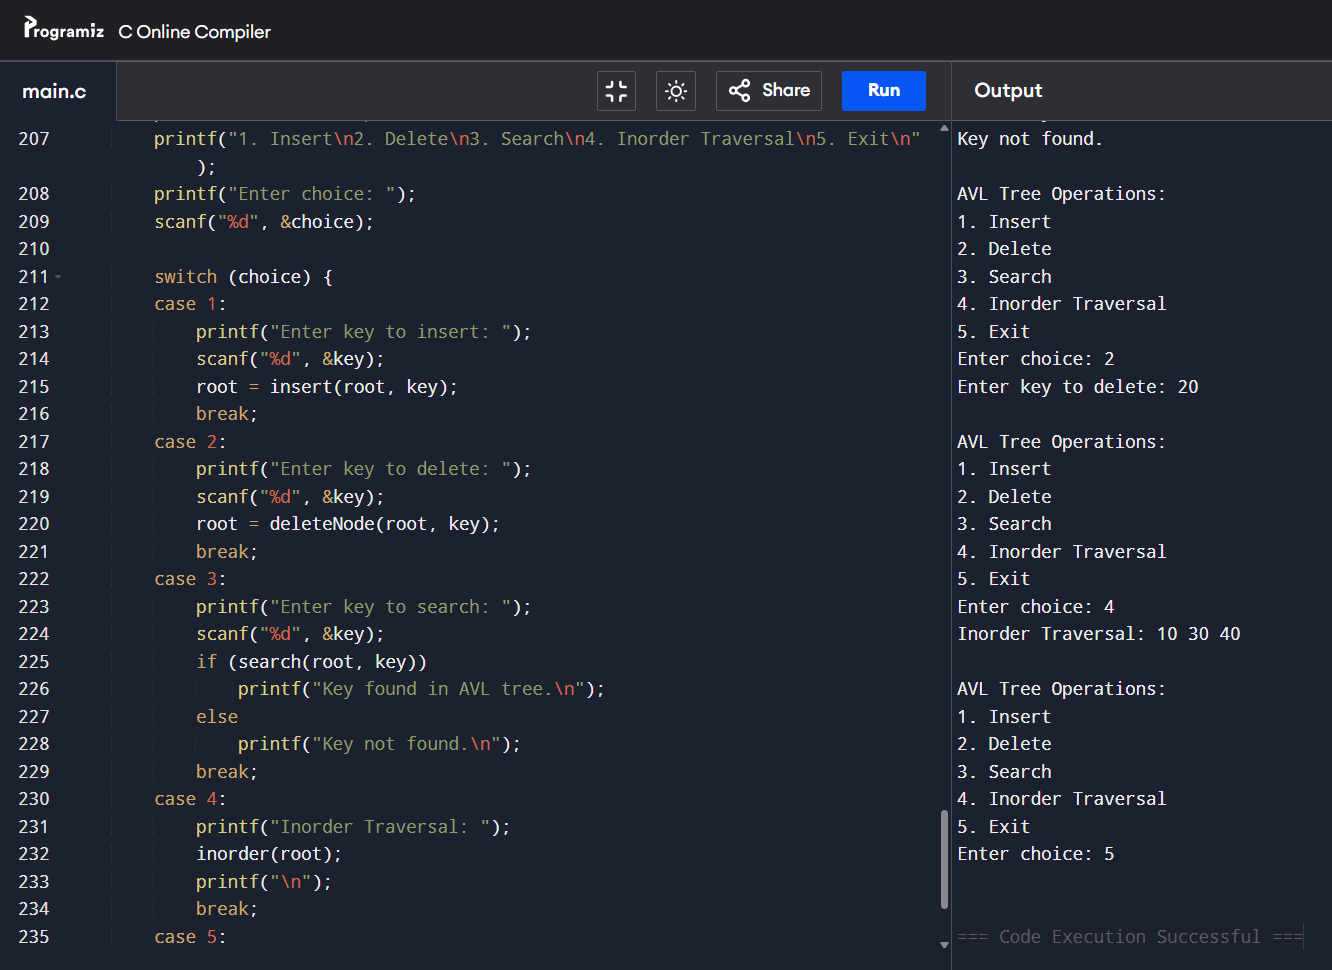 Programiz C Online Compiler
main.c
Share
Run
Output
207 printf("1. Insert\n2. Delete\n3. Search\n4. Inorder Traversal\n5. Exit\n"
);
208 printf("Enter choice: ");
209 scanf("%d", &choice);
210
211 switch (choice) {
212 case 1:
213 printf("Enter key to insert: ");
214 scanf("%d", &key);
215 root = insert(root, key);
216 break;
217 case 2:
218 printf("Enter key to delete: ");
219 scanf("%d", &key);
220 root = deleteNode(root, key);
221 break;
222 case 3:
223 printf("Enter key to search: ");
224 scanf("%d", &key);
225 if (search(root, key))
226 printf("Key found in AVL tree.\n");
227 else
228 printf("Key not found.\n");
229 break;
230 case 4:
231 printf("Inorder Traversal: ");
232 inorder(root);
233 printf("\n");
234 break;
235 case 5:
Key not found.
AVL Tree Operations:
1. Insert
2. Delete
3. Search
4. Inorder Traversal
5. Exit
Enter choice: 2
Enter key to delete: 20
AVL Tree Operations:
1. Insert
2. Delete
3. Search
4. Inorder Traversal
5. Exit
Enter choice: 4
Inorder Traversal: 10 30 40
AVL Tree Operations:
1. Insert
2. Delete
3. Search
4. Inorder Traversal
5. Exit
Enter choice: 5
=== Code Execution Successful ===